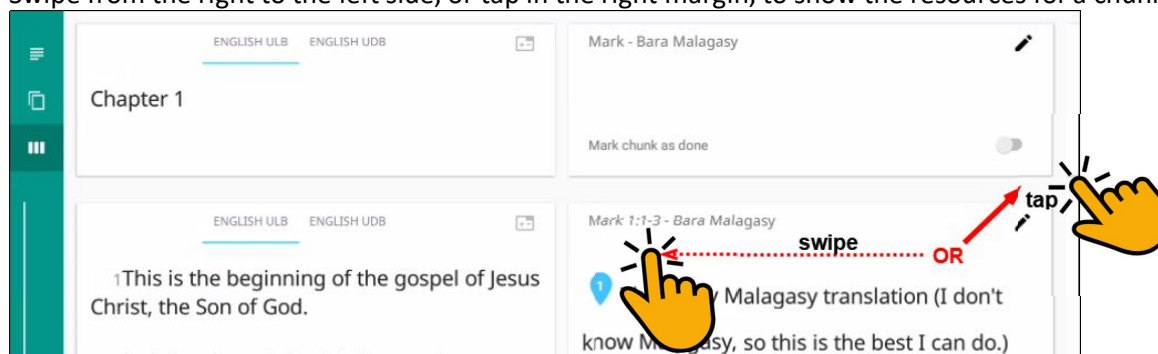 Swipe from the right to the left side, or tap in the right margin, to show the resources for a chunk
ENGLISH ULB ENGLISH UDB
Chapter 1
Mark - Bara Malagasy
Mark chunk as done
tap
ENGLISH ULB ENGLISH UDB
1This is the beginning of the gospel of Jesus
Christ, the Son of God.
Mark 1:1-3 - Bara Malagasy
swipe
OR
1 Malagasy translation (I don't
know Malagasy, so this is the best I can do.)